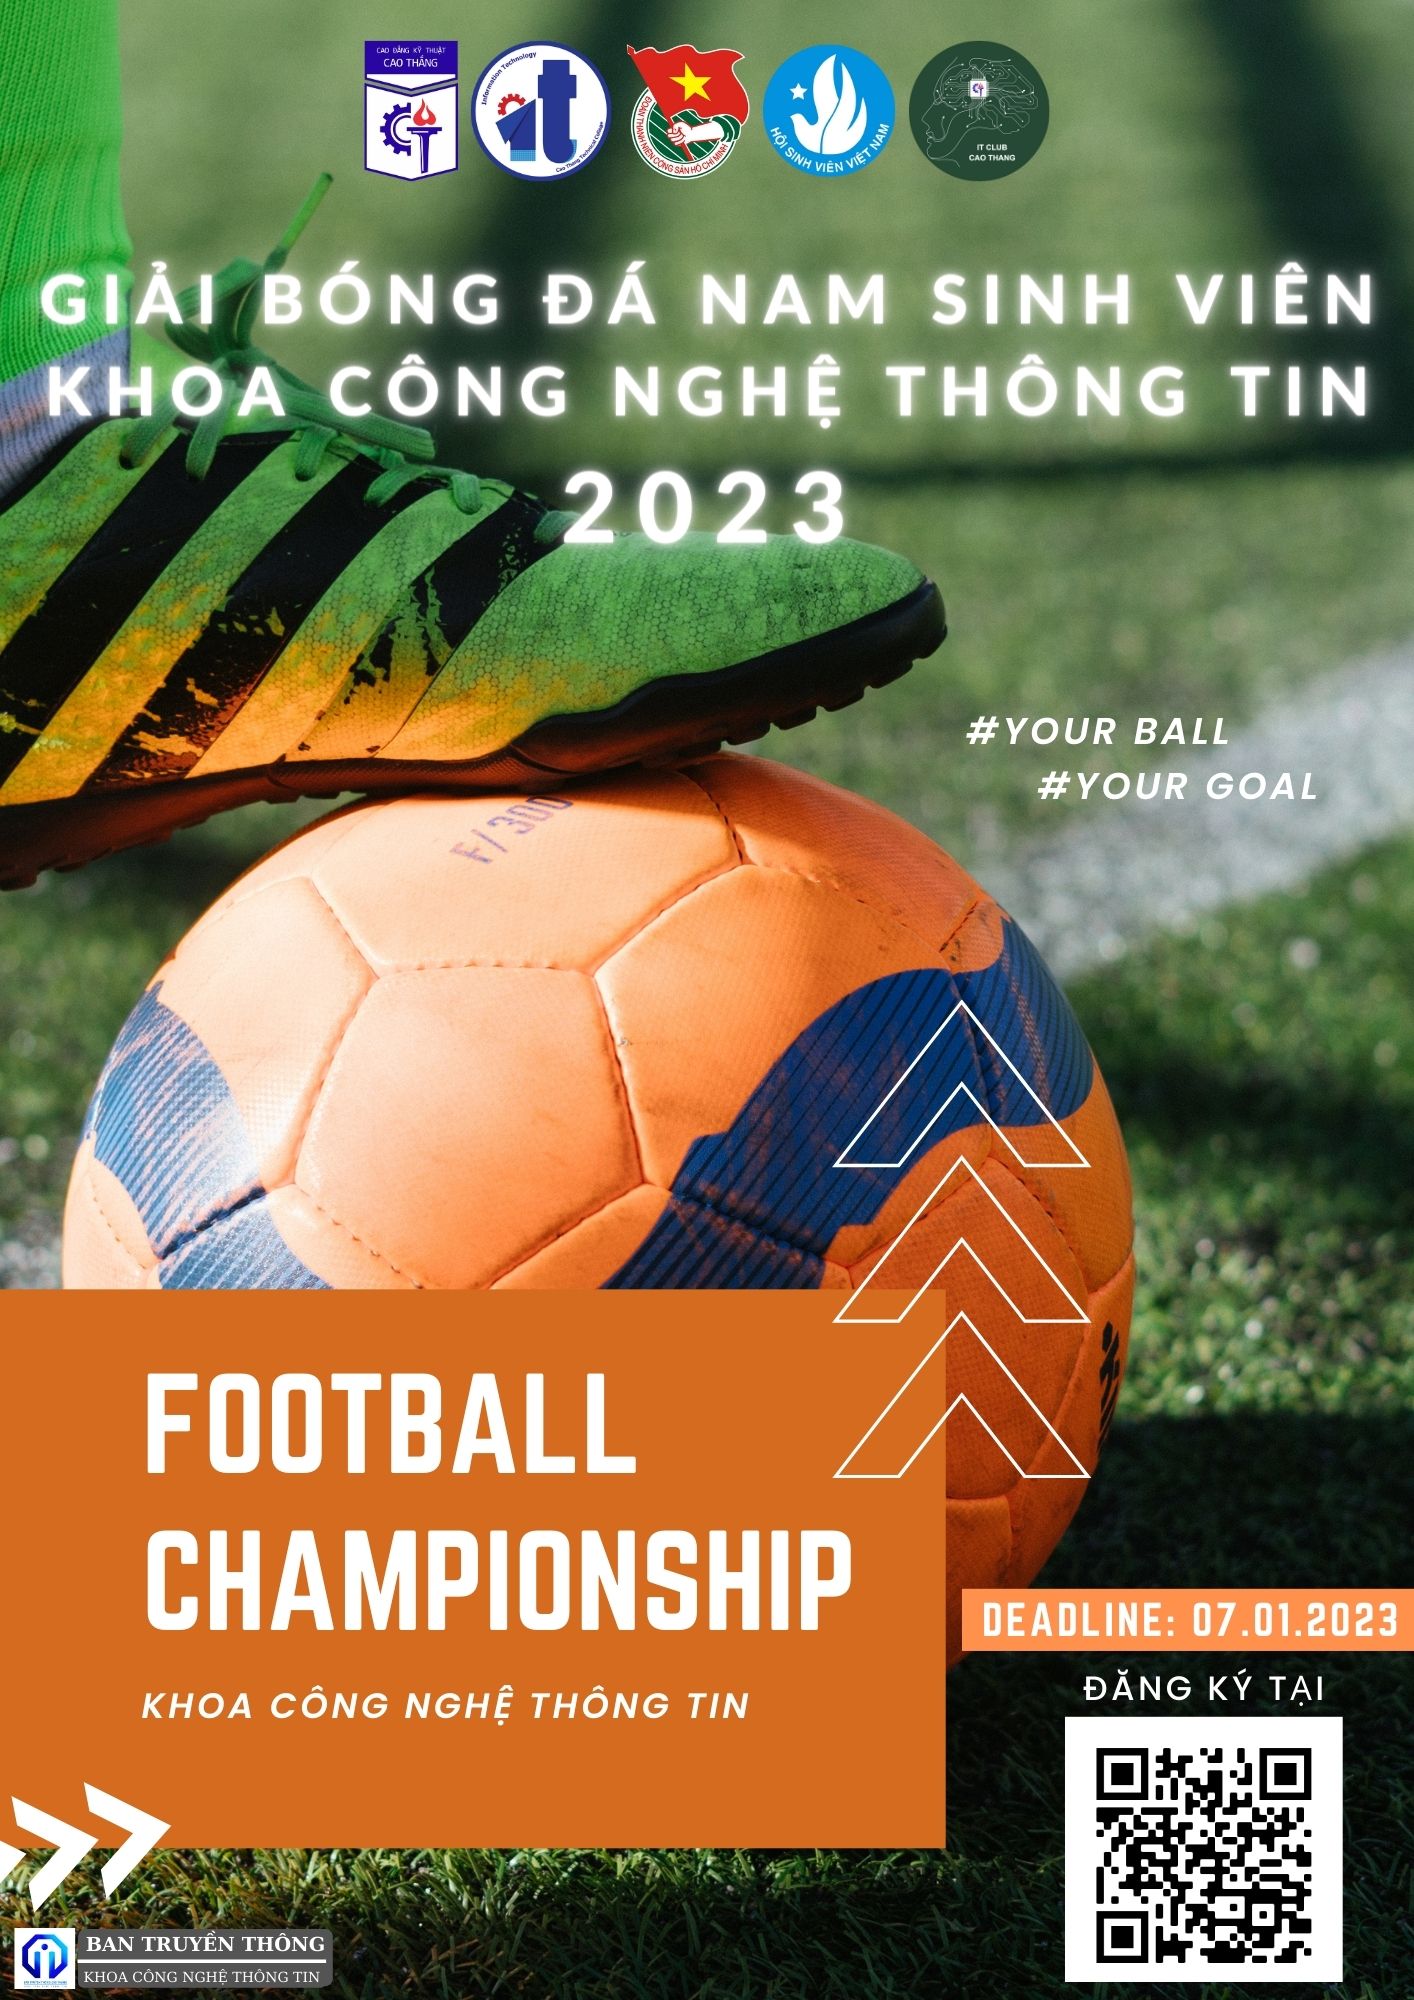 CAO ĐẲNG KỸ THUẬT
CAO THẮNG
Information Technology
Cao Thang Technical College
ĐOÀN THANH NIÊN CỘNG SẢN HỒ CHÍ MINH
HỘI SINH VIÊN VIỆT NAM
IT CLUB
CAO THANG
GIẢI BÓNG ĐÁ NAM SINH VIÊN
KHOA CÔNG NGHỆ THÔNG TIN
2023
#YOUR BALL
#YOUR GOAL
F/300
FOOTBALL
CHAMPIONSHIP
KHOA CÔNG NGHỆ THÔNG TIN
DEADLINE: 07.01.2023
ĐĂNG KÝ TẠI
BAN TRUYỀN THÔNG
KHOA CÔNG NGHỆ THÔNG TIN